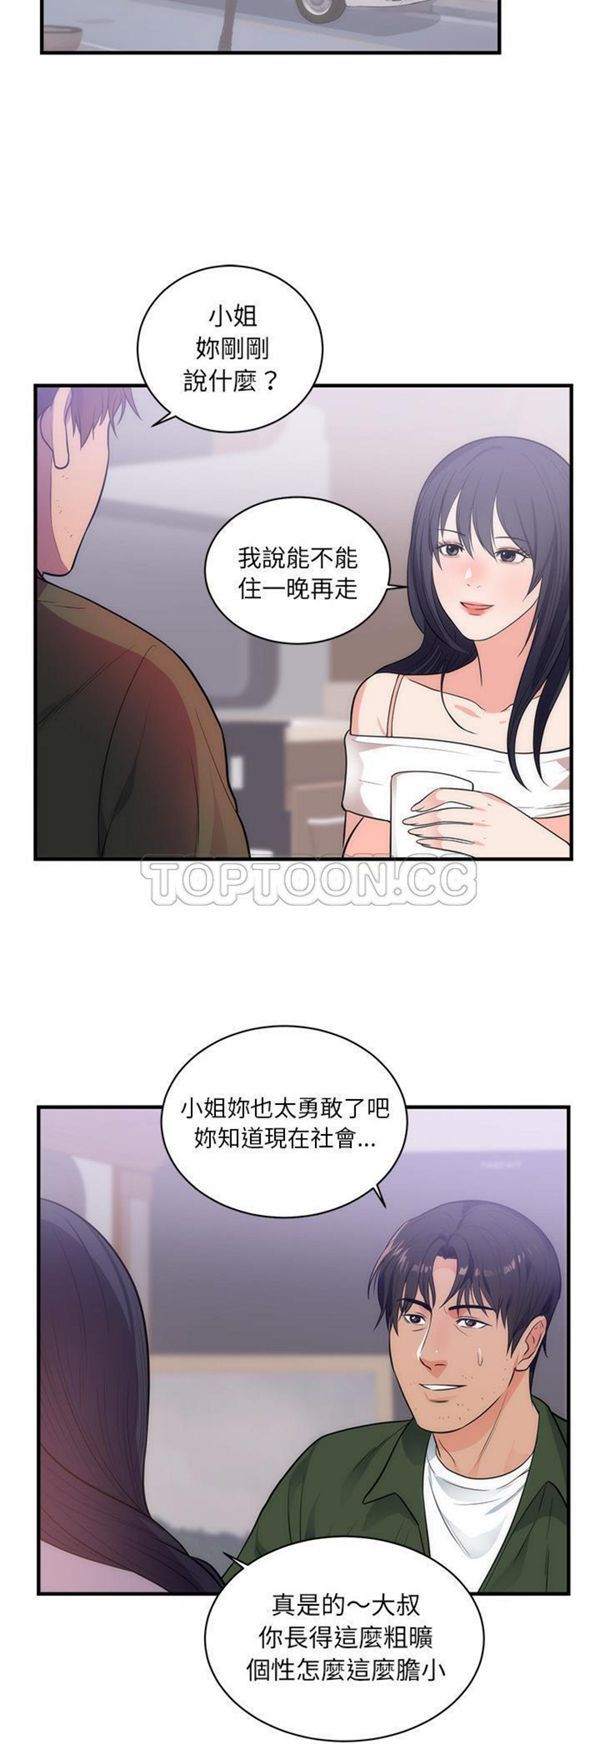 小姐
妳剛剛
說什麼？
我說能不能
住一晚再走
TOPTOON.CC
小姐妳也太勇敢了吧
妳知道現在社會...
真是的～大叔
你長得這麼粗曠
個性怎麼這麼膽小